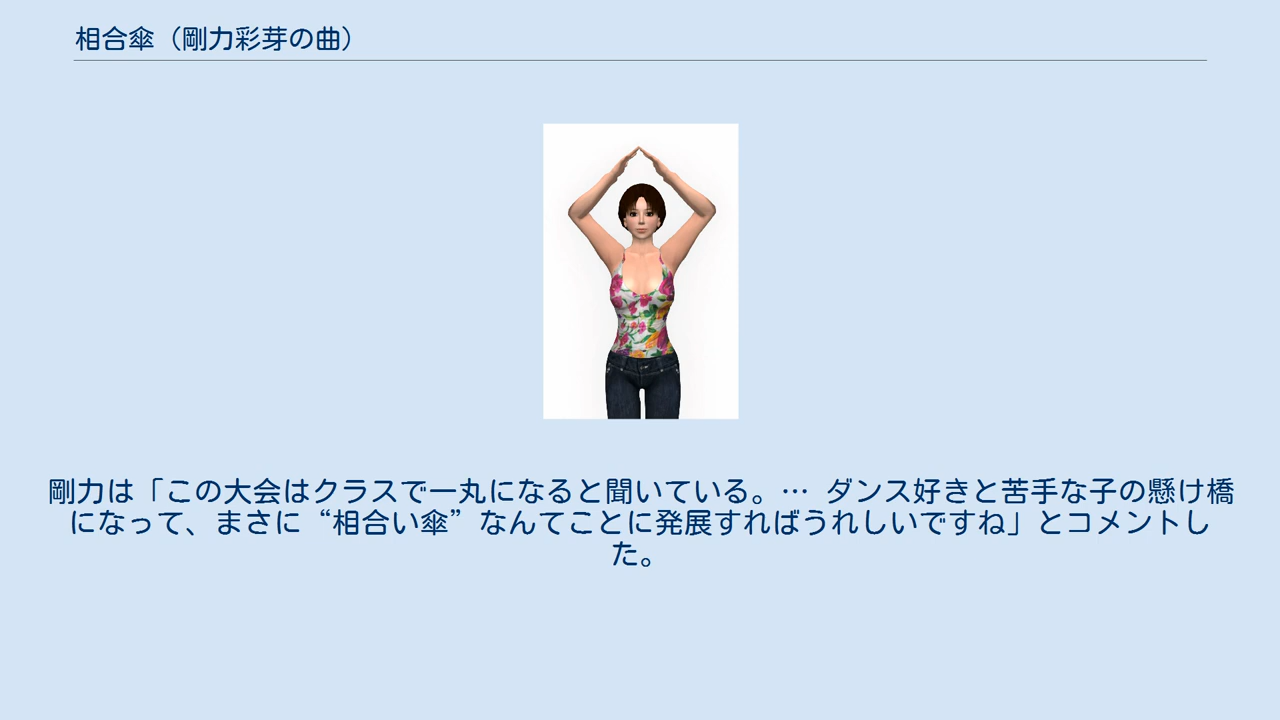 相合傘（剛力彩芽の曲）
剛力は「この大会はクラスで一丸になると聞いている。… ダンス好きと苦手な子の懸け橋
になって、まさに“相合い傘”なんてことに発展すればうれしいですね」とコメントし
た。